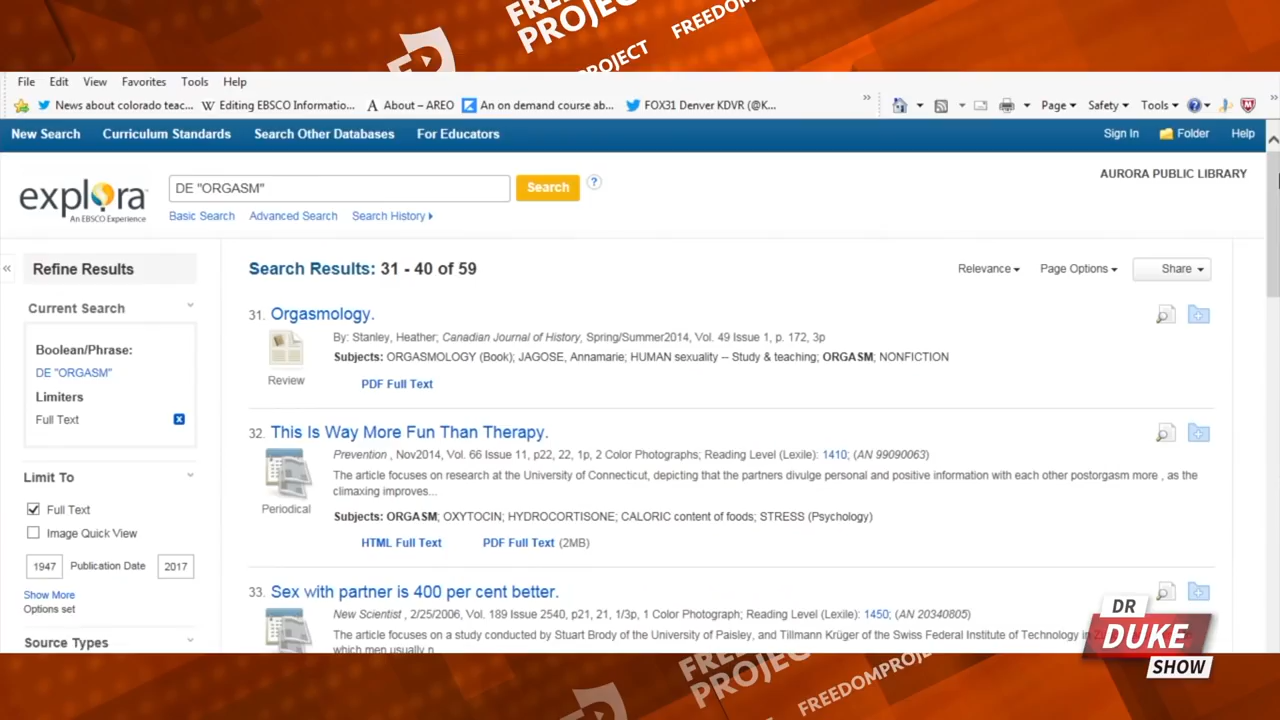 FREEDOM
PROJECT
File Edit View Favorites Tools Help
News about colorado teac... W Editing EBSCO Informatio... A About – AREO An on demand course ab... FOX31 Denver KDVR (@K... » Page Safety Tools »
New Search Curriculum Standards Search Other Databases For Educators Sign In Folder Help
AURORA PUBLIC LIBRARY
explora
An EBSCO Experience
DE "ORGASM" Search ?
Basic Search Advanced Search Search History
« Refine Results
Current Search
Boolean/Phrase:
DE "ORGASM"
Limiters
Full Text x
Limit To
Full Text
Image Quick View
1947 Publication Date 2017
Show More
Options set
Source Types
Search Results: 31 - 40 of 59 Relevance Page Options Share
31. Orgasmology.
By: Stanley, Heather; Canadian Journal of History, Spring/Summer2014, Vol. 49 Issue 1, p. 172, 3p
Subjects: ORGASMOLOGY (Book); JAGOSE, Annamarie; HUMAN sexuality -- Study & teaching; ORGASM; NONFICTION
Review
PDF Full Text
32. This Is Way More Fun Than Therapy.
Prevention , Nov2014, Vol. 66 Issue 11, p22, 22, 1p, 2 Color Photographs; Reading Level (Lexile): 1410; (AN 99090063)
The article focuses on research at the University of Connecticut, depicting that the partners divulge personal and positive information with each other postorgasm more , as the
climaxing improves...
Periodical
Subjects: ORGASM; OXYTOCIN; HYDROCORTISONE; CALORIC content of foods; STRESS (Psychology)
HTML Full Text PDF Full Text (2MB)
33. Sex with partner is 400 per cent better.
New Scientist , 2/25/2006, Vol. 189 Issue 2540, p21, 21, 1/3p, 1 Color Photograph; Reading Level (Lexile): 1450; (AN 20340805)
The article focuses on a study conducted by Stuart Brody of the University of Paisley, and Tillmann Krüger of the Swiss Federal Institute of Technology in
which men usually
DR
DUKE
SHOW